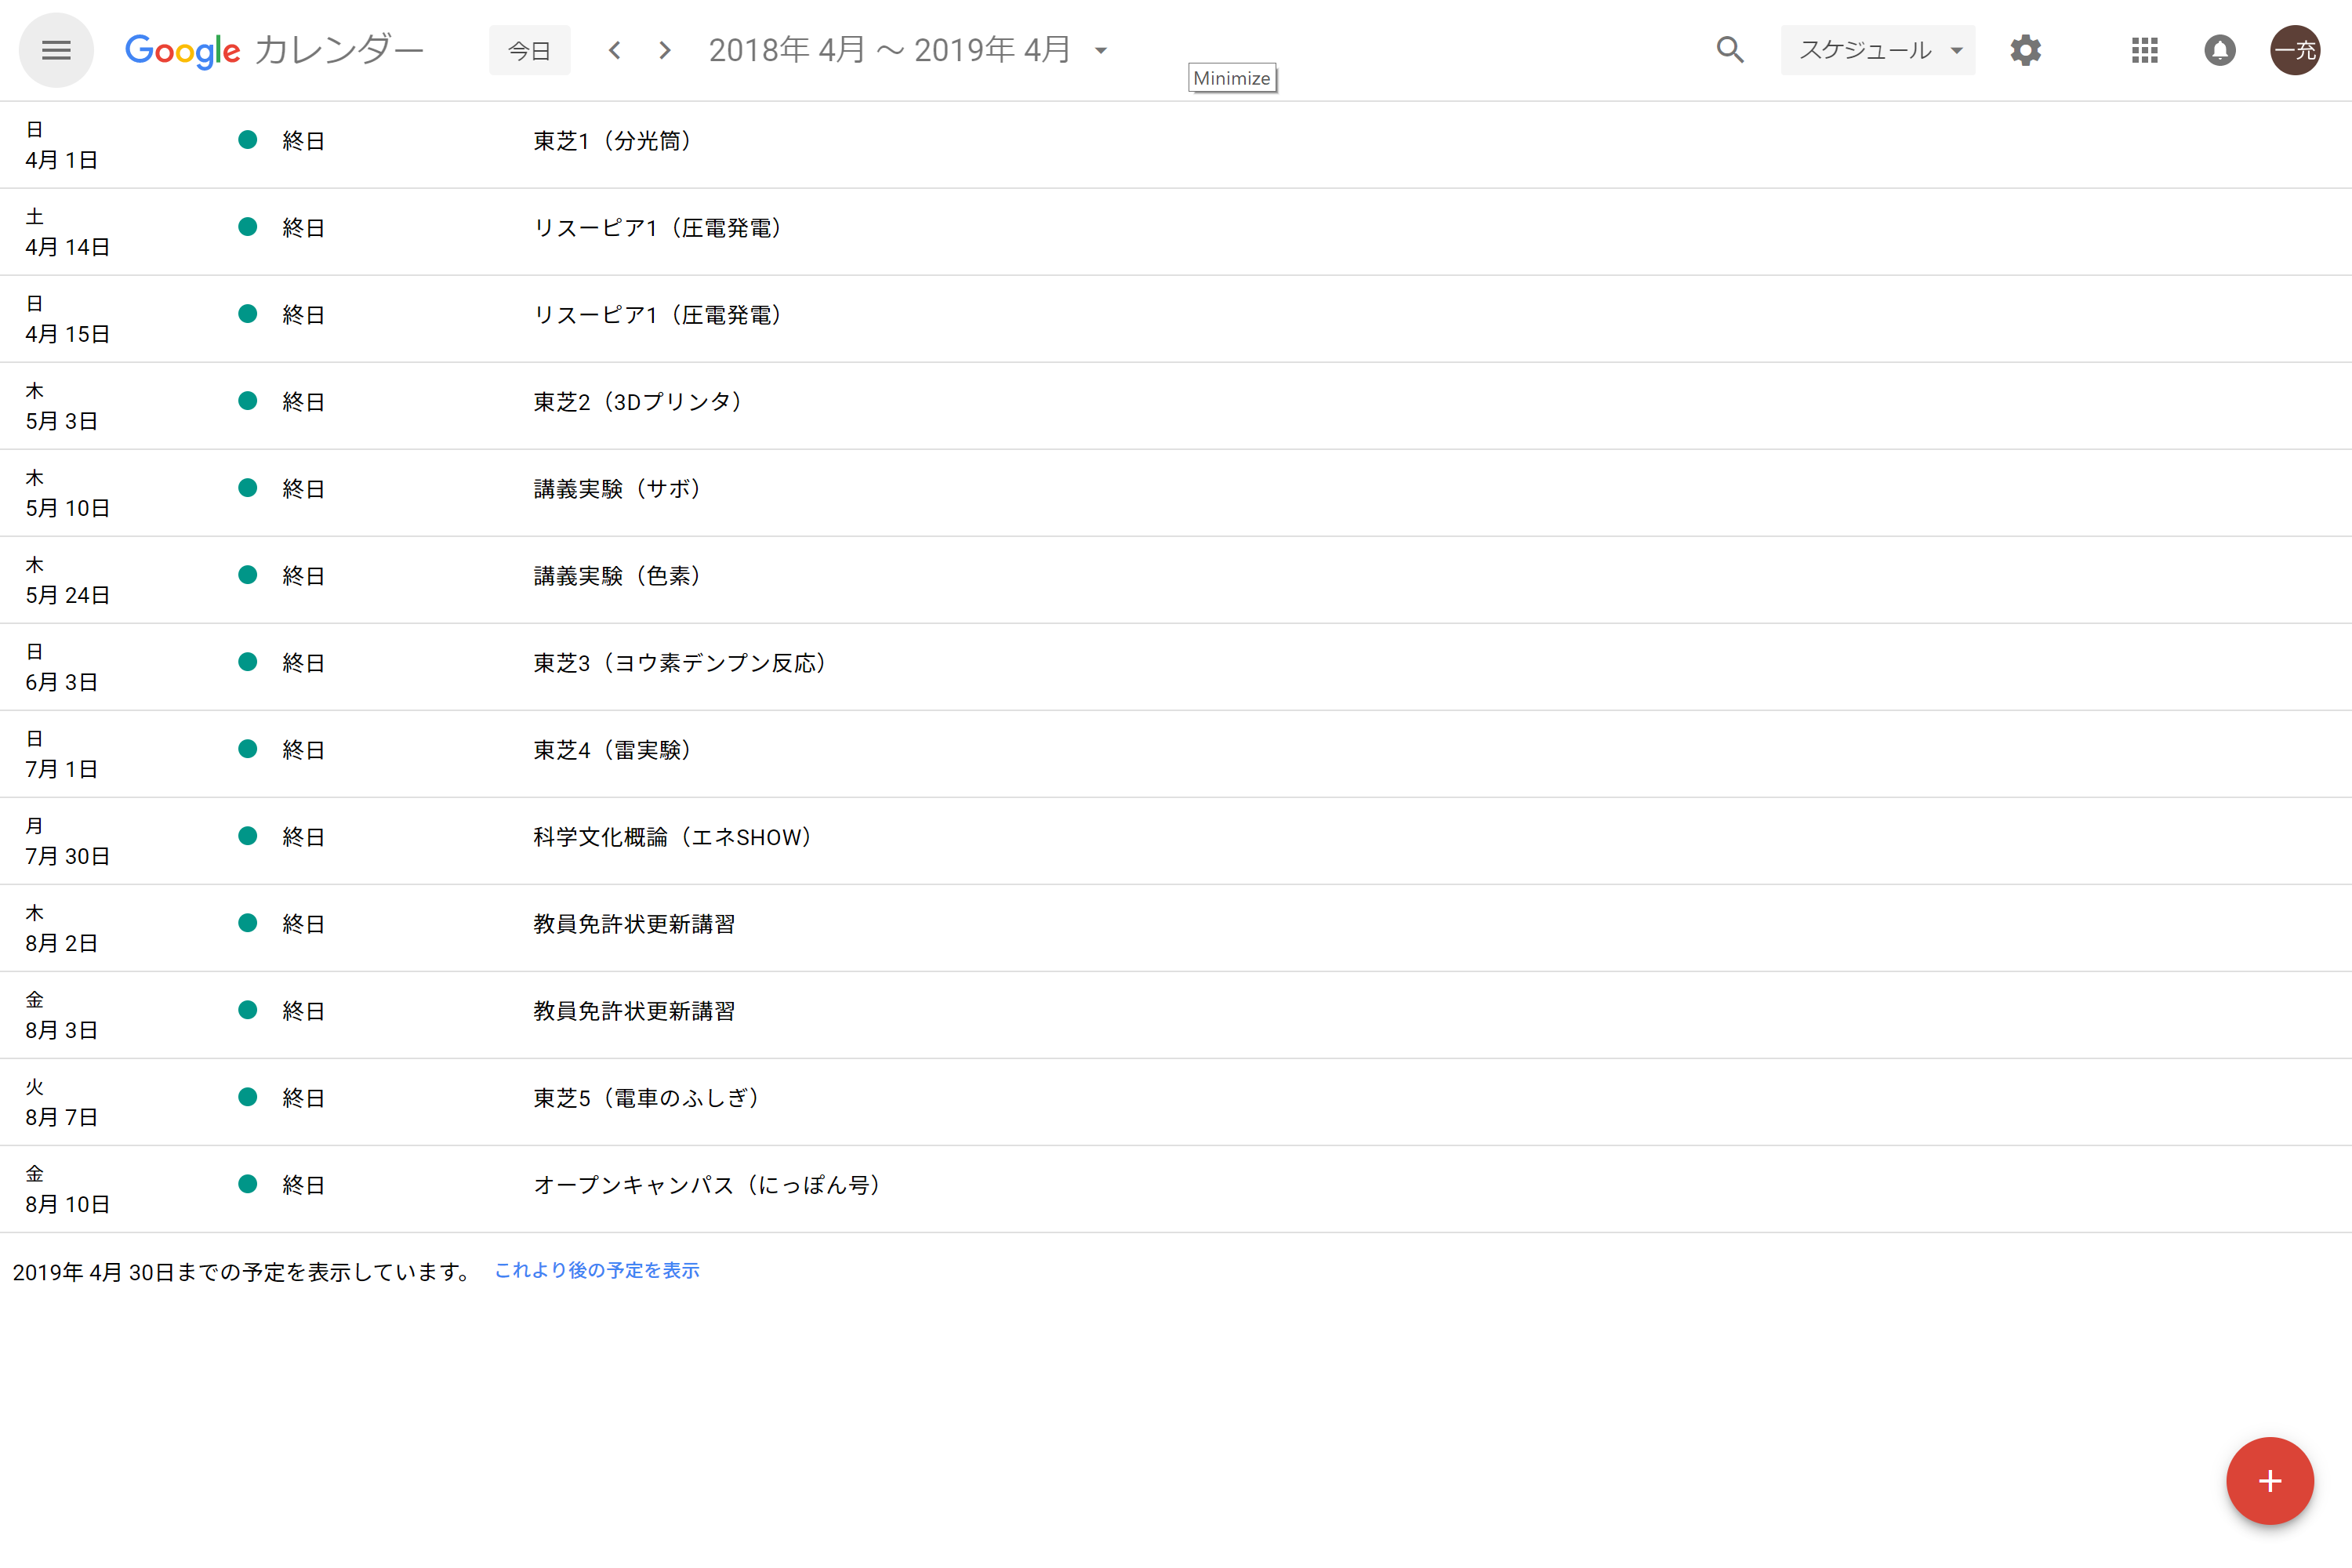 Google カレンダー 今日 2018年 4月 ～ 2019年 4月 スケジュール 一充
Minimize
日
4月 1日 終日 東芝1（分光筒）
土
4月 14日 終日 リスーピア1（圧電発電）
日
4月 15日 終日 リスーピア1（圧電発電）
木
5月 3日 終日 東芝2（3Dプリンタ）
木
5月 10日 終日 講義実験（サボ）
木
5月 24日 終日 講義実験（色素）
日
6月 3日 終日 東芝3（ヨウ素デンプン反応）
日
7月 1日 終日 東芝4（雷実験）
月
7月 30日 終日 科学文化概論（エネSHOW）
木
8月 2日 終日 教員免許状更新講習
金
8月 3日 終日 教員免許状更新講習
火
8月 7日 終日 東芝5（電車のふしぎ）
金
8月 10日 終日 オープンキャンパス（にっぽん号）
2019年 4月 30日までの予定を表示しています。 これより後の予定を表示